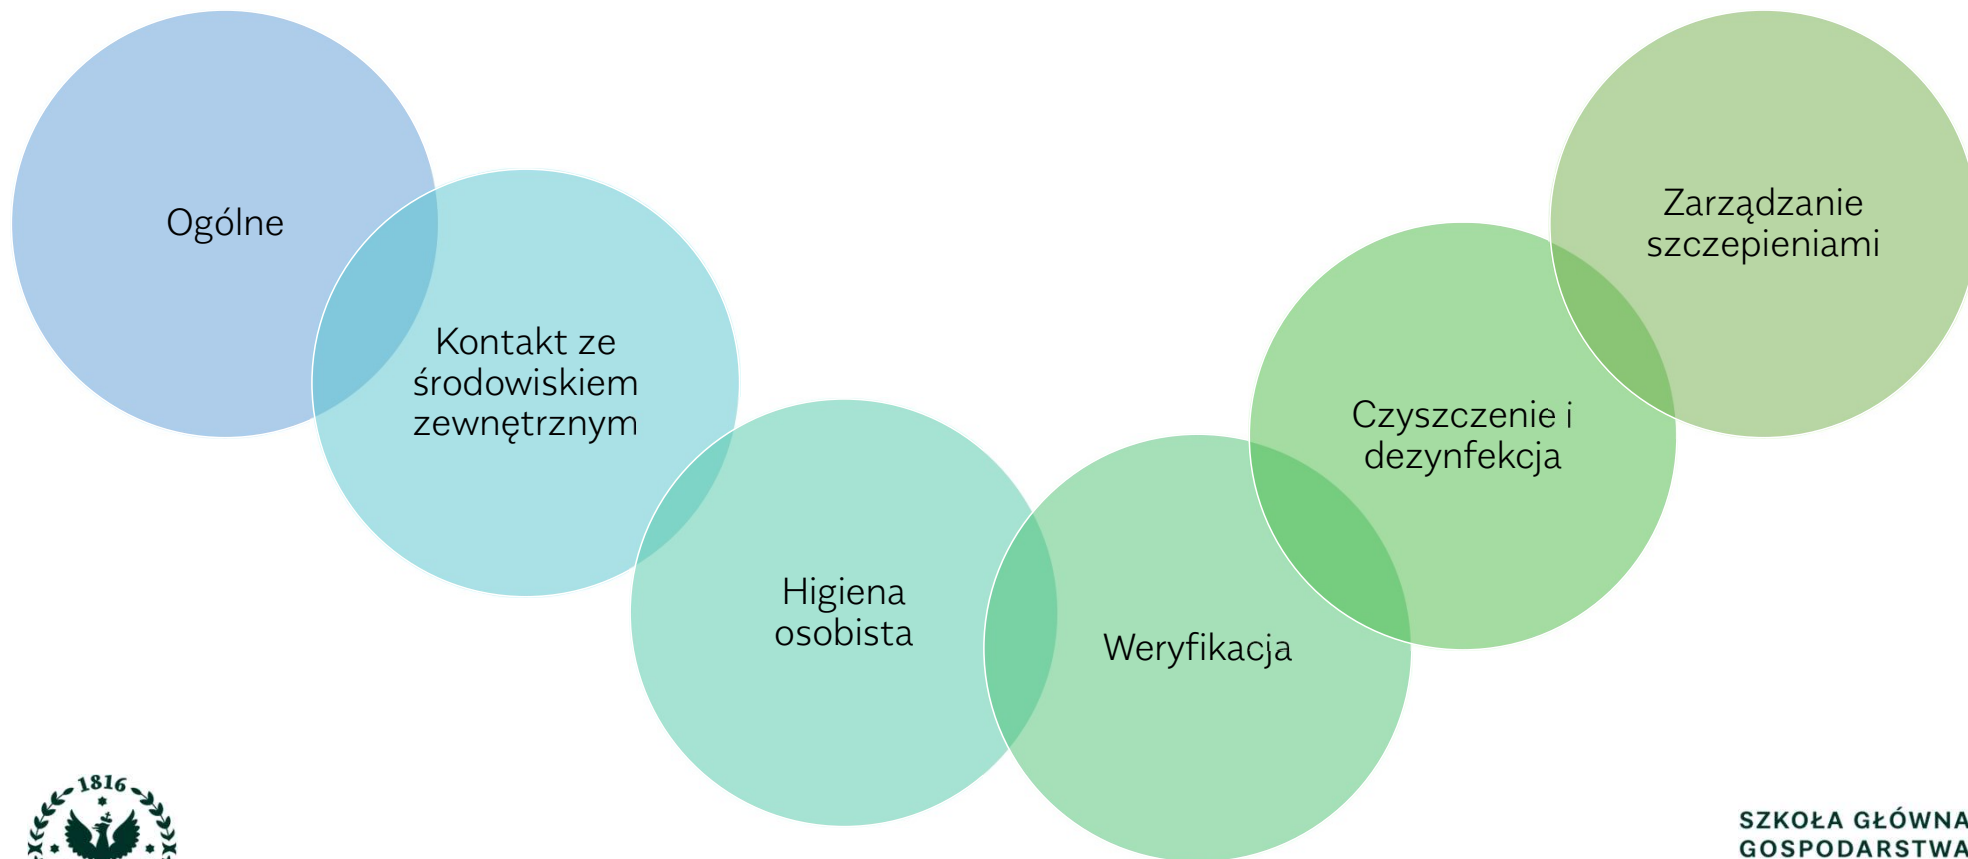 Ogólne
Kontakt ze
środowiskiem
zewnętrznym
Higiena
osobista
Weryfikacja
Czyszczenie i
dezynfekcja
Zarządzanie
szczepieniami
1816
SZKOŁA GŁÓWNA
GOSPODARSTWA